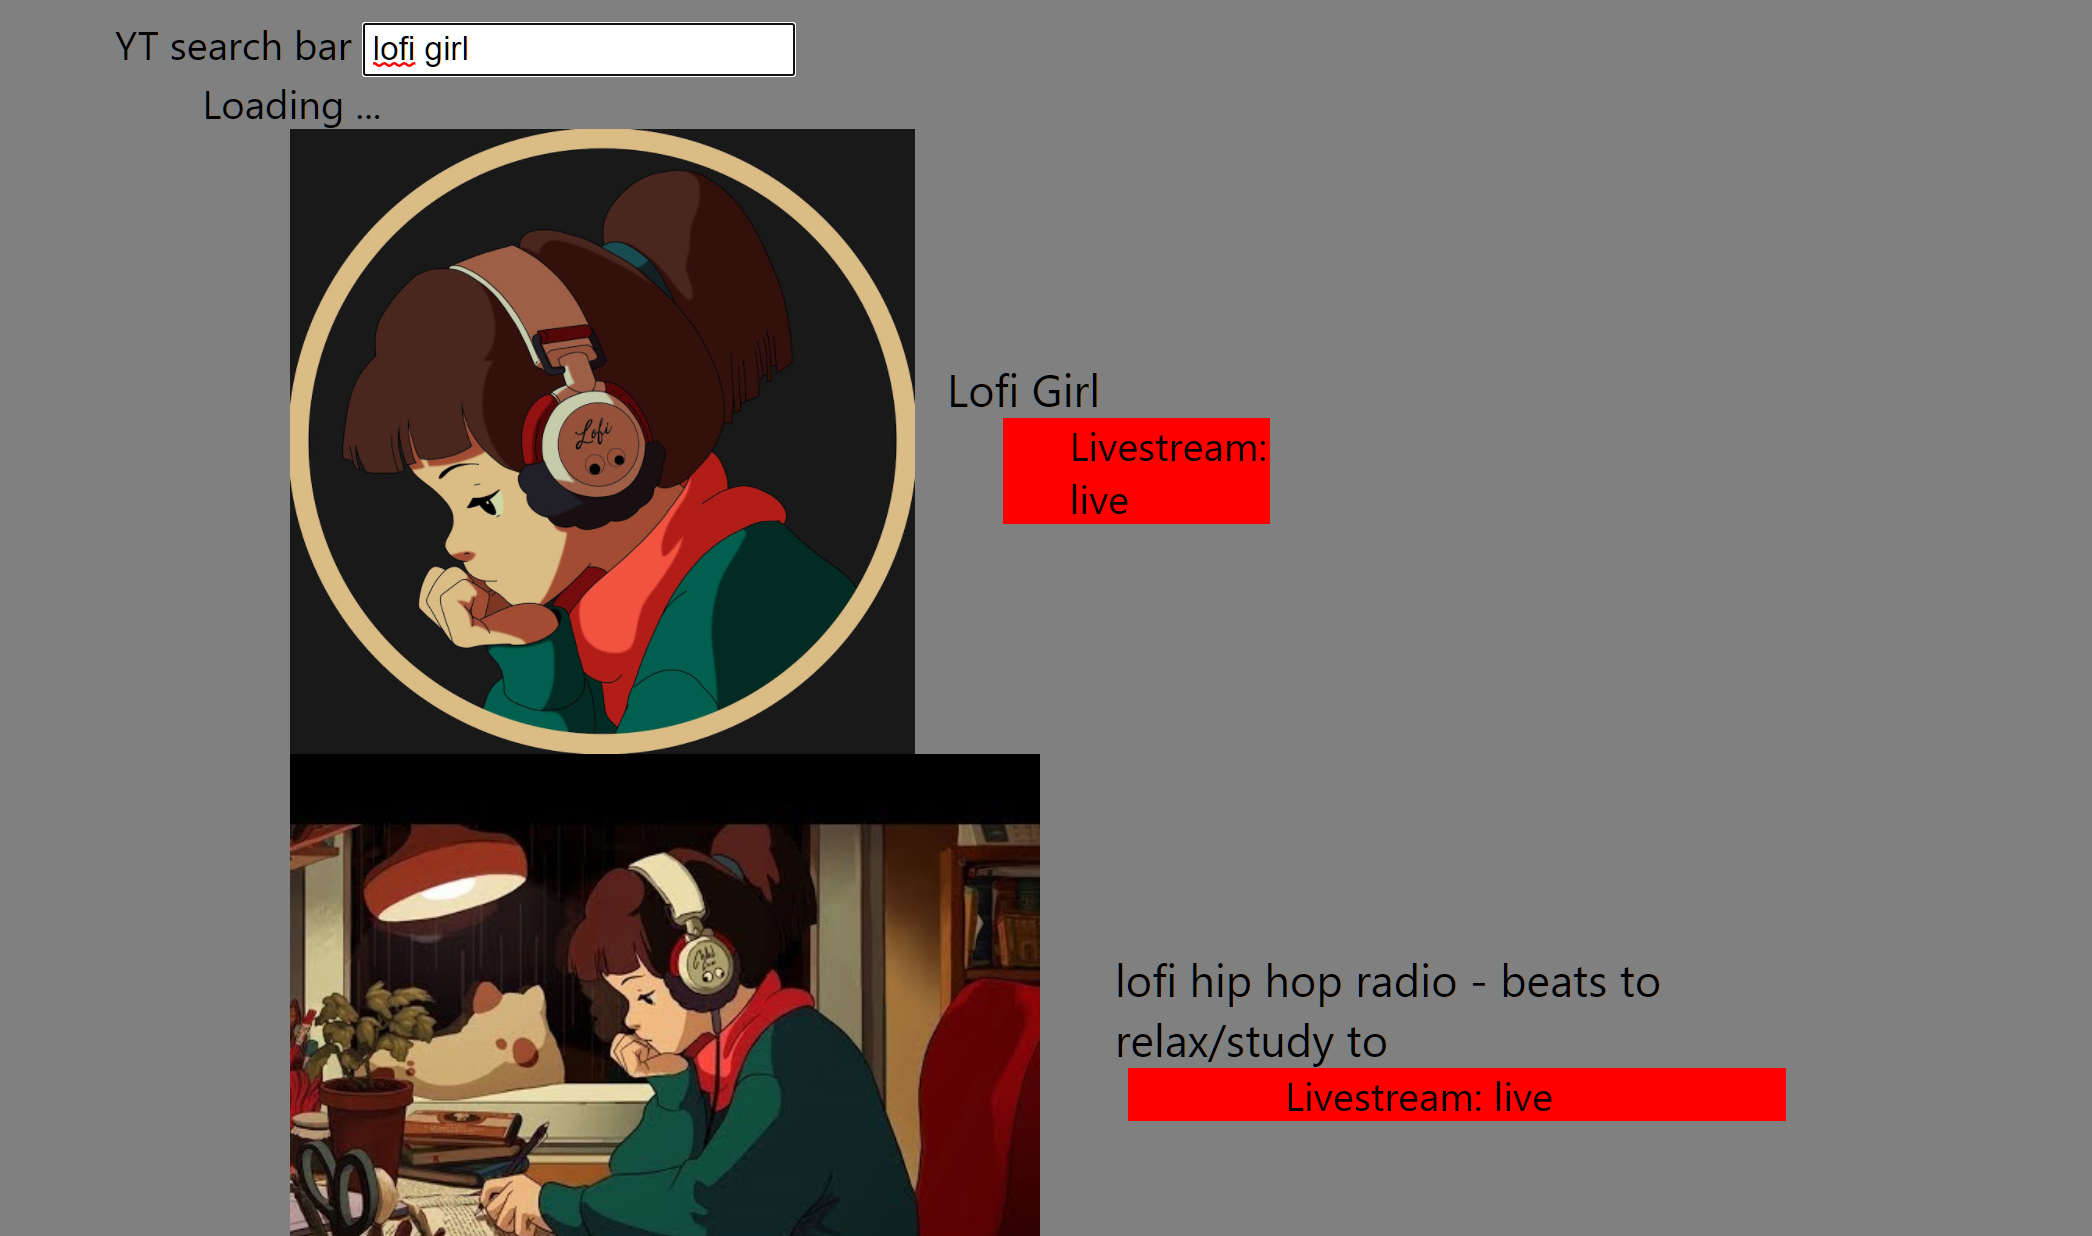 YT search bar lofi girl
Loading ...
Lofi
Lofi Girl
Livestream:
live
lofi hip hop radio - beats to
relax/study to
Livestream: live